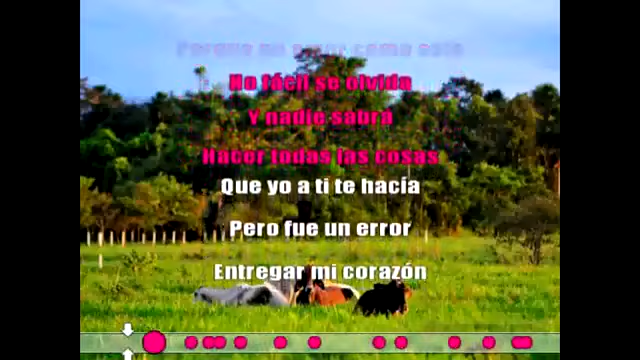 Porque un amor como este
No fácil se olvida
Y nadie sabrá
Hacer todas las cosas
Que yo a ti te hacía
Pero fue un error
Entregar mi corazón